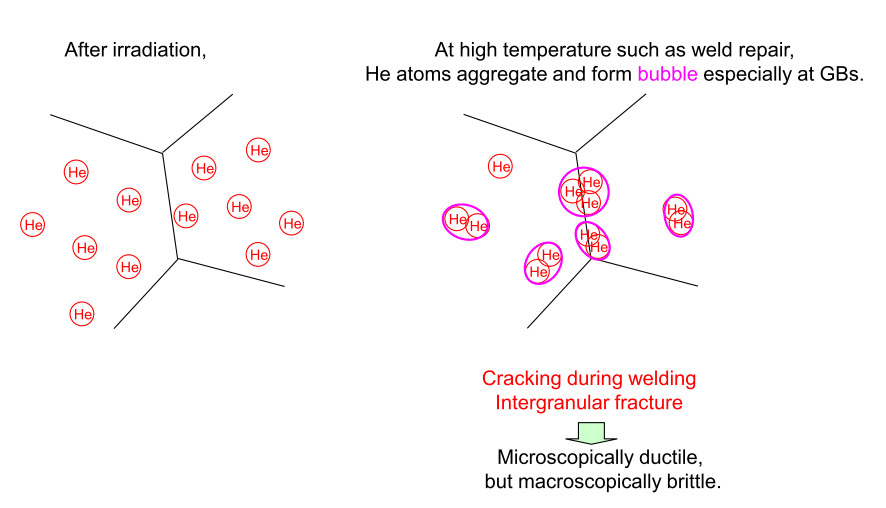 After irradiation,
He
He
He
He
He
He
He
He
He
He
He
He
At high temperature such as weld repair,
He atoms aggregate and form bubble especially at GBs.
He
He
He
He
He
He
He
He
He
He
He
He
Cracking during welding
Intergranular fracture
Microscopically ductile,
but macroscopically brittle.